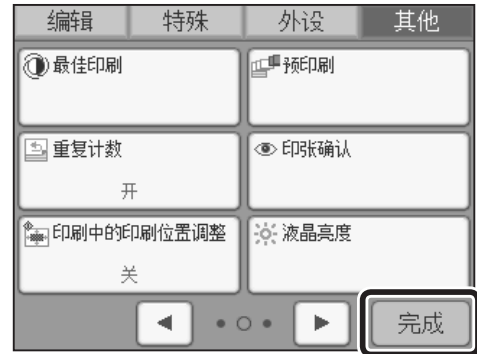 编辑 特殊 外设 其他
最佳印刷 预印刷
重复计数 印张确认
开
印刷中的印刷位置调整 液晶亮度
关
完成